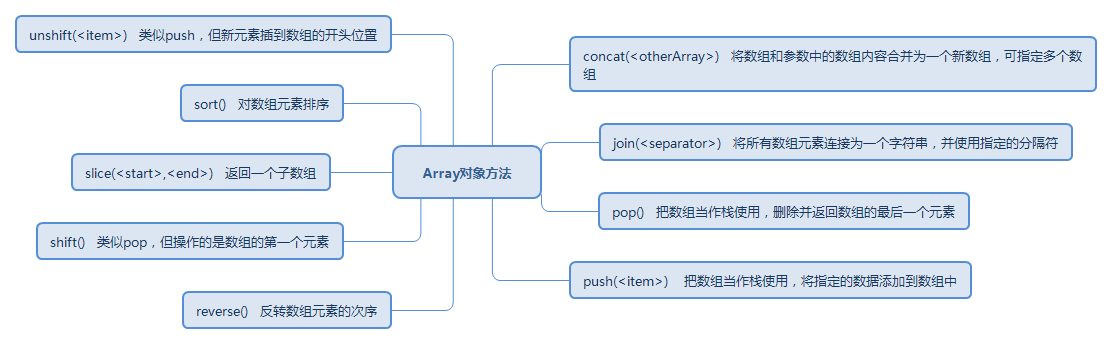 unshift(<item>)   类似push，但新元素插到数组的开头位置
sort()   对数组元素排序
slice(<start>,<end>)   返回一个子数组
shift()   类似pop，但操作的是数组的第一个元素
reverse()   反转数组元素的次序
Array对象方法
concat(<otherArray>)   将数组和参数中的数组内容合并为一个新数组，可指定多个数
组
join(<separator>)   将所有数组元素连接为一个字符串，并使用指定的分隔符
pop()   把数组当作栈使用，删除并返回数组的最后一个元素
push(<item>)   把数组当作栈使用，将指定的数据添加到数组中